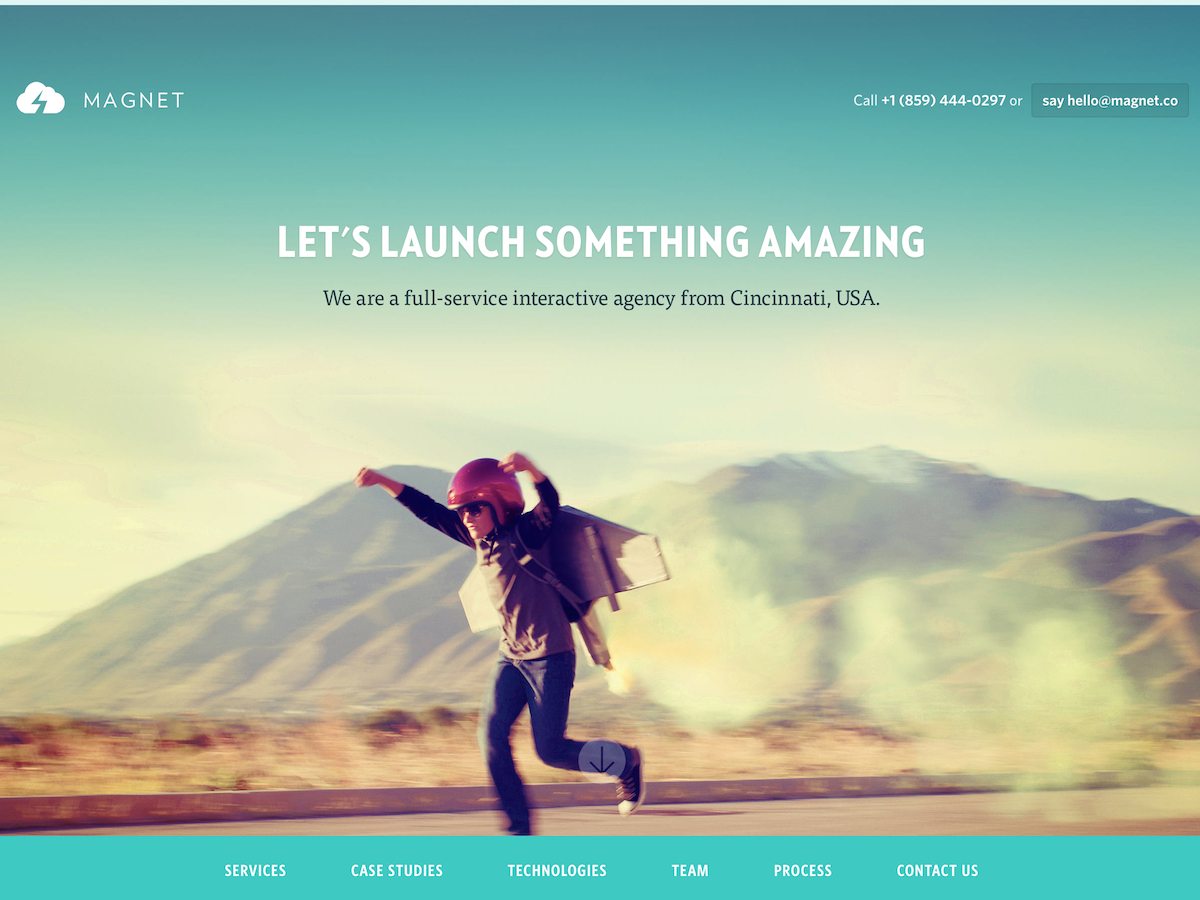 MAGNET
Call +1 (859) 444-0297 or say hello@magnet.co
LET'S LAUNCH SOMETHING AMAZING
We are a full-service interactive agency from Cincinnati, USA.
SERVICES CASE STUDIES TECHNOLOGIES TEAM PROCESS CONTACT US